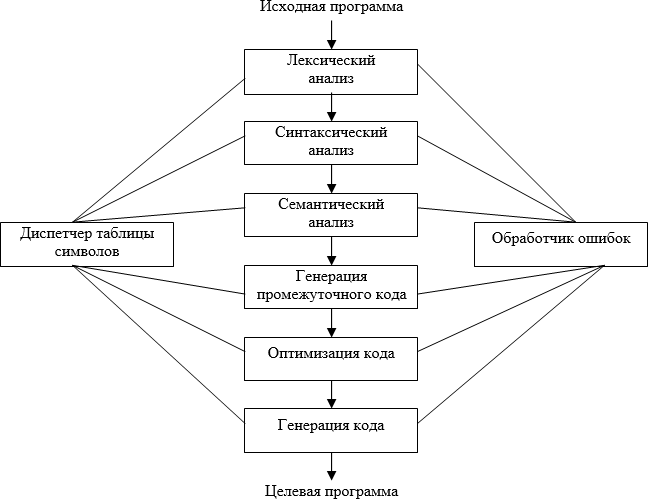 Исходная программа
Лексический
анализ
Синтаксический
анализ
Семантический
анализ
Диспетчер таблицы
символов
Обработчик ошибок
Генерация
промежуточного кода
Оптимизация кода
Генерация кода
Целевая программа